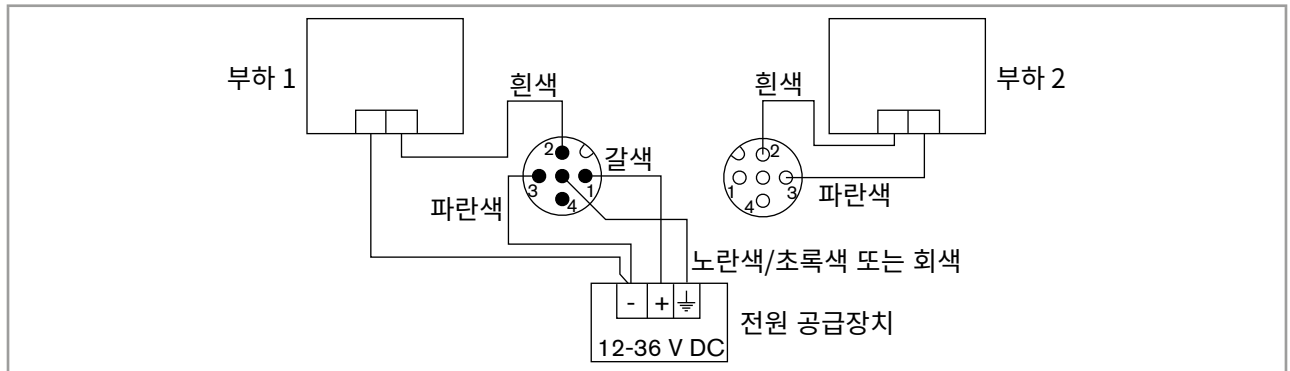 부하 1
흰색
흰색
부하 2
2
갈색
3
1
4
파란색
2
1
3
4
파란색
노란색/초록색 또는 회색
- +
전원 공급장치
12-36 V DC